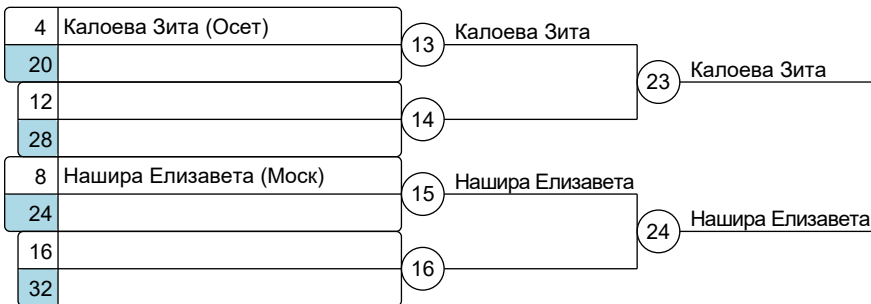 4 Калоева Зита (Осет)
13 Калоева Зита
20
23 Калоева Зита
12
14
28
8 Нашира Елизавета (Моск)
15 Нашира Елизавета
24
24 Нашира Елизавета
16
16
32